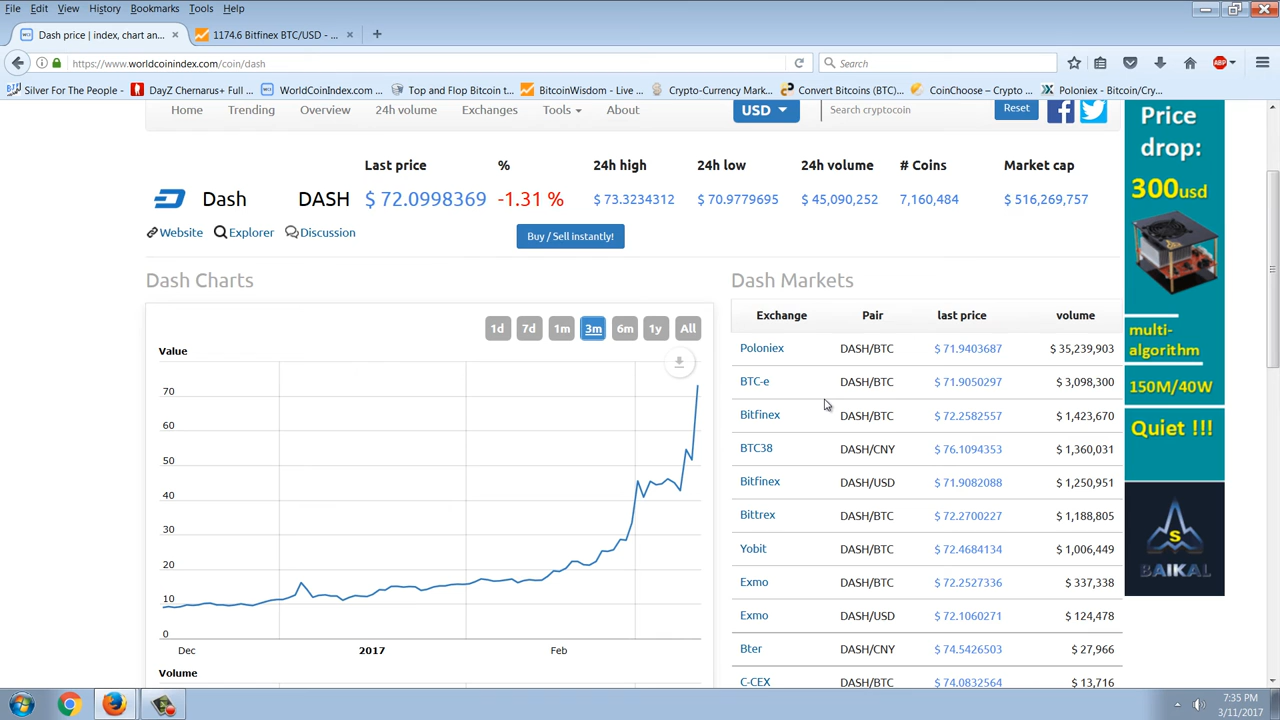 File Edit View History Bookmarks Tools Help
Dash price | index, chart an... × 1174.6 Bitfinex BTC/USD - ... × +
https://www.worldcoinindex.com/coin/dash Search ABP
Silver For The People - DayZ Chernarus+ Full ... WorldCoinIndex.com ... Top and Flop Bitcoin t... BitcoinWisdom - Live ... Crypto-Currency Mark... Convert Bitcoins (BTC)... CoinChoose – Crypto ... Poloniex - Bitcoin/Cry...
Home Trending Overview 24h volume Exchanges Tools About USD Search cryptocoin Reset
Last price % 24h high 24h low 24h volume # Coins Market cap
Dash DASH $ 72.0998369 -1.31 % $ 73.3234312 $ 70.9779695 $ 45,090,252 7,160,484 $ 516,269,757
Website Explorer Discussion Buy / Sell instantly!
Dash Charts
1d 7d 1m 3m 6m 1y All
Value
70
60
50
40
30
20
10
0
Dec 2017 Feb
Volume
Dash Markets
Exchange Pair last price volume
Poloniex DASH/BTC $ 71.9403687 $ 35,239,903
BTC-e DASH/BTC $ 71.9050297 $ 3,098,300
Bitfinex DASH/BTC $ 72.2582557 $ 1,423,670
BTC38 DASH/CNY $ 76.1094353 $ 1,360,031
Bitfinex DASH/USD $ 71.9082088 $ 1,250,951
Bittrex DASH/BTC $ 72.2700227 $ 1,188,805
Yobit DASH/BTC $ 72.4684134 $ 1,006,449
Exmo DASH/BTC $ 72.2527336 $ 337,338
Exmo DASH/USD $ 72.1060271 $ 124,478
Bter DASH/CNY $ 74.5426503 $ 27,966
C-CEX DASH/BTC $ 74.0832564 $ 13,716
Price
drop:
300usd
multi-
algorithm
150M/40W
Quiet !!!
BAIKAL
7:35 PM
3/11/2017